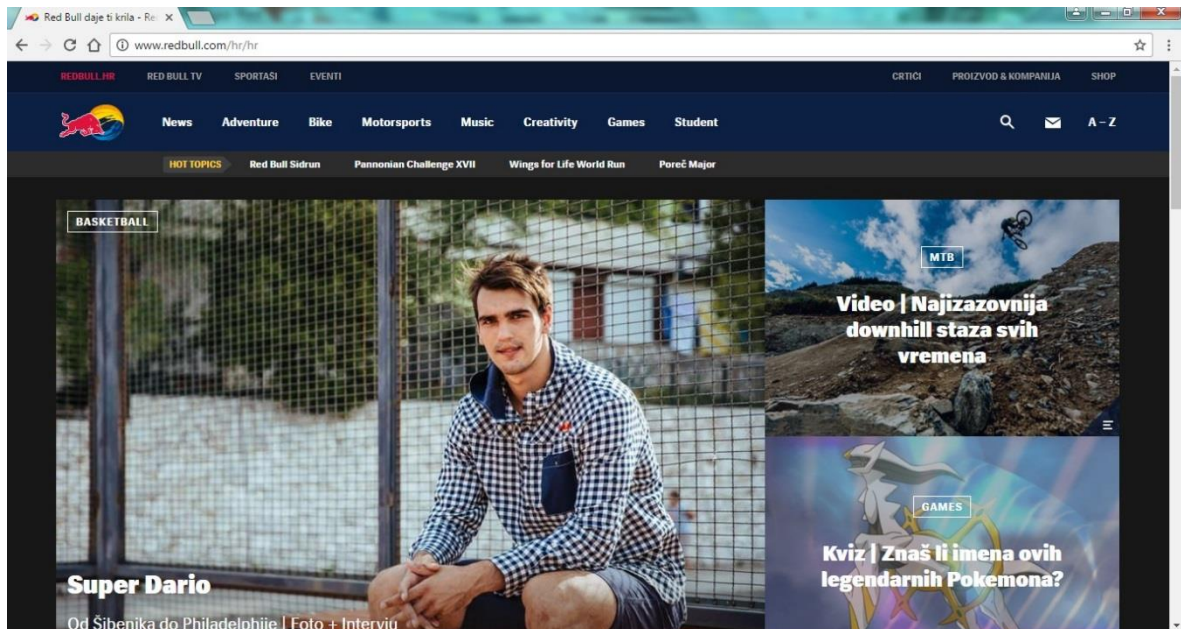 Red Bull daje ti krila - Re
www.redbull.com/hr/hr
REDBULL.HR RED BULL TV SPORTAŠI EVENTI CRTIĆI PROIZVOD & KOMPANIJA SHOP
News Adventure Bike Motorsports Music Creativity Games Student A – Z
HOT TOPICS Red Bull Sidrun Pannonian Challenge XVII Wings for Life World Run Poreč Major
BASKETBALL
Super Dario
Od Šibenika do Philadelphije | Foto + Intervju
MTB
Video | Najizazovnija
downhill staza svih
vremena
GAMES
Kviz | Znaš li imena ovih
legendarnih Pokemona?